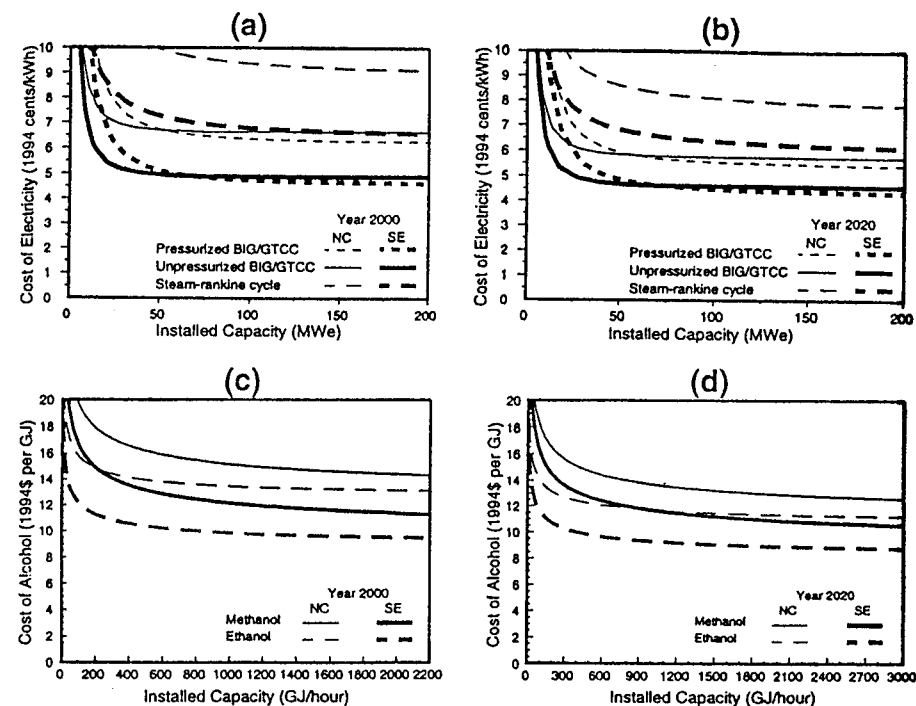 (a)
Cost of Electricity (1994 cents/kWh)
10
9
8
7
6
5
4
3
2
1
0
Year 2000
NC SE
Pressurized BIG/GTCC
Unpressurized BIG/GTCC
Steam-rankine cycle
0 50 100 150 200
Installed Capacity (MWe)
(b)
Cost of Electricity (1994 cents/kWh)
10
9
8
7
6
5
4
3
2
1
0
Year 2020
NC SE
Pressurized BIG/GTCC
Unpressurized BIG/GTCC
Steam-rankine cycle
0 50 100 150 200
Installed Capacity (MWe)
(c)
Cost of Alcohol (1994$ per GJ)
20
18
16
14
12
10
8
6
4
2
0
Year 2000
NC SE
Methanol
Ethanol
0 200 400 600 800 1000 1200 1400 1600 1800 2000 2200
Installed Capacity (GJ/hour)
(d)
Cost of Alcohol (1994$ per GJ)
20
18
16
14
12
10
8
6
4
2
0
Year 2020
NC SE
Methanol
Ethanol
0 300 600 900 1200 1500 1800 2100 2400 2700 3000
Installed Capacity (GJ/hour)